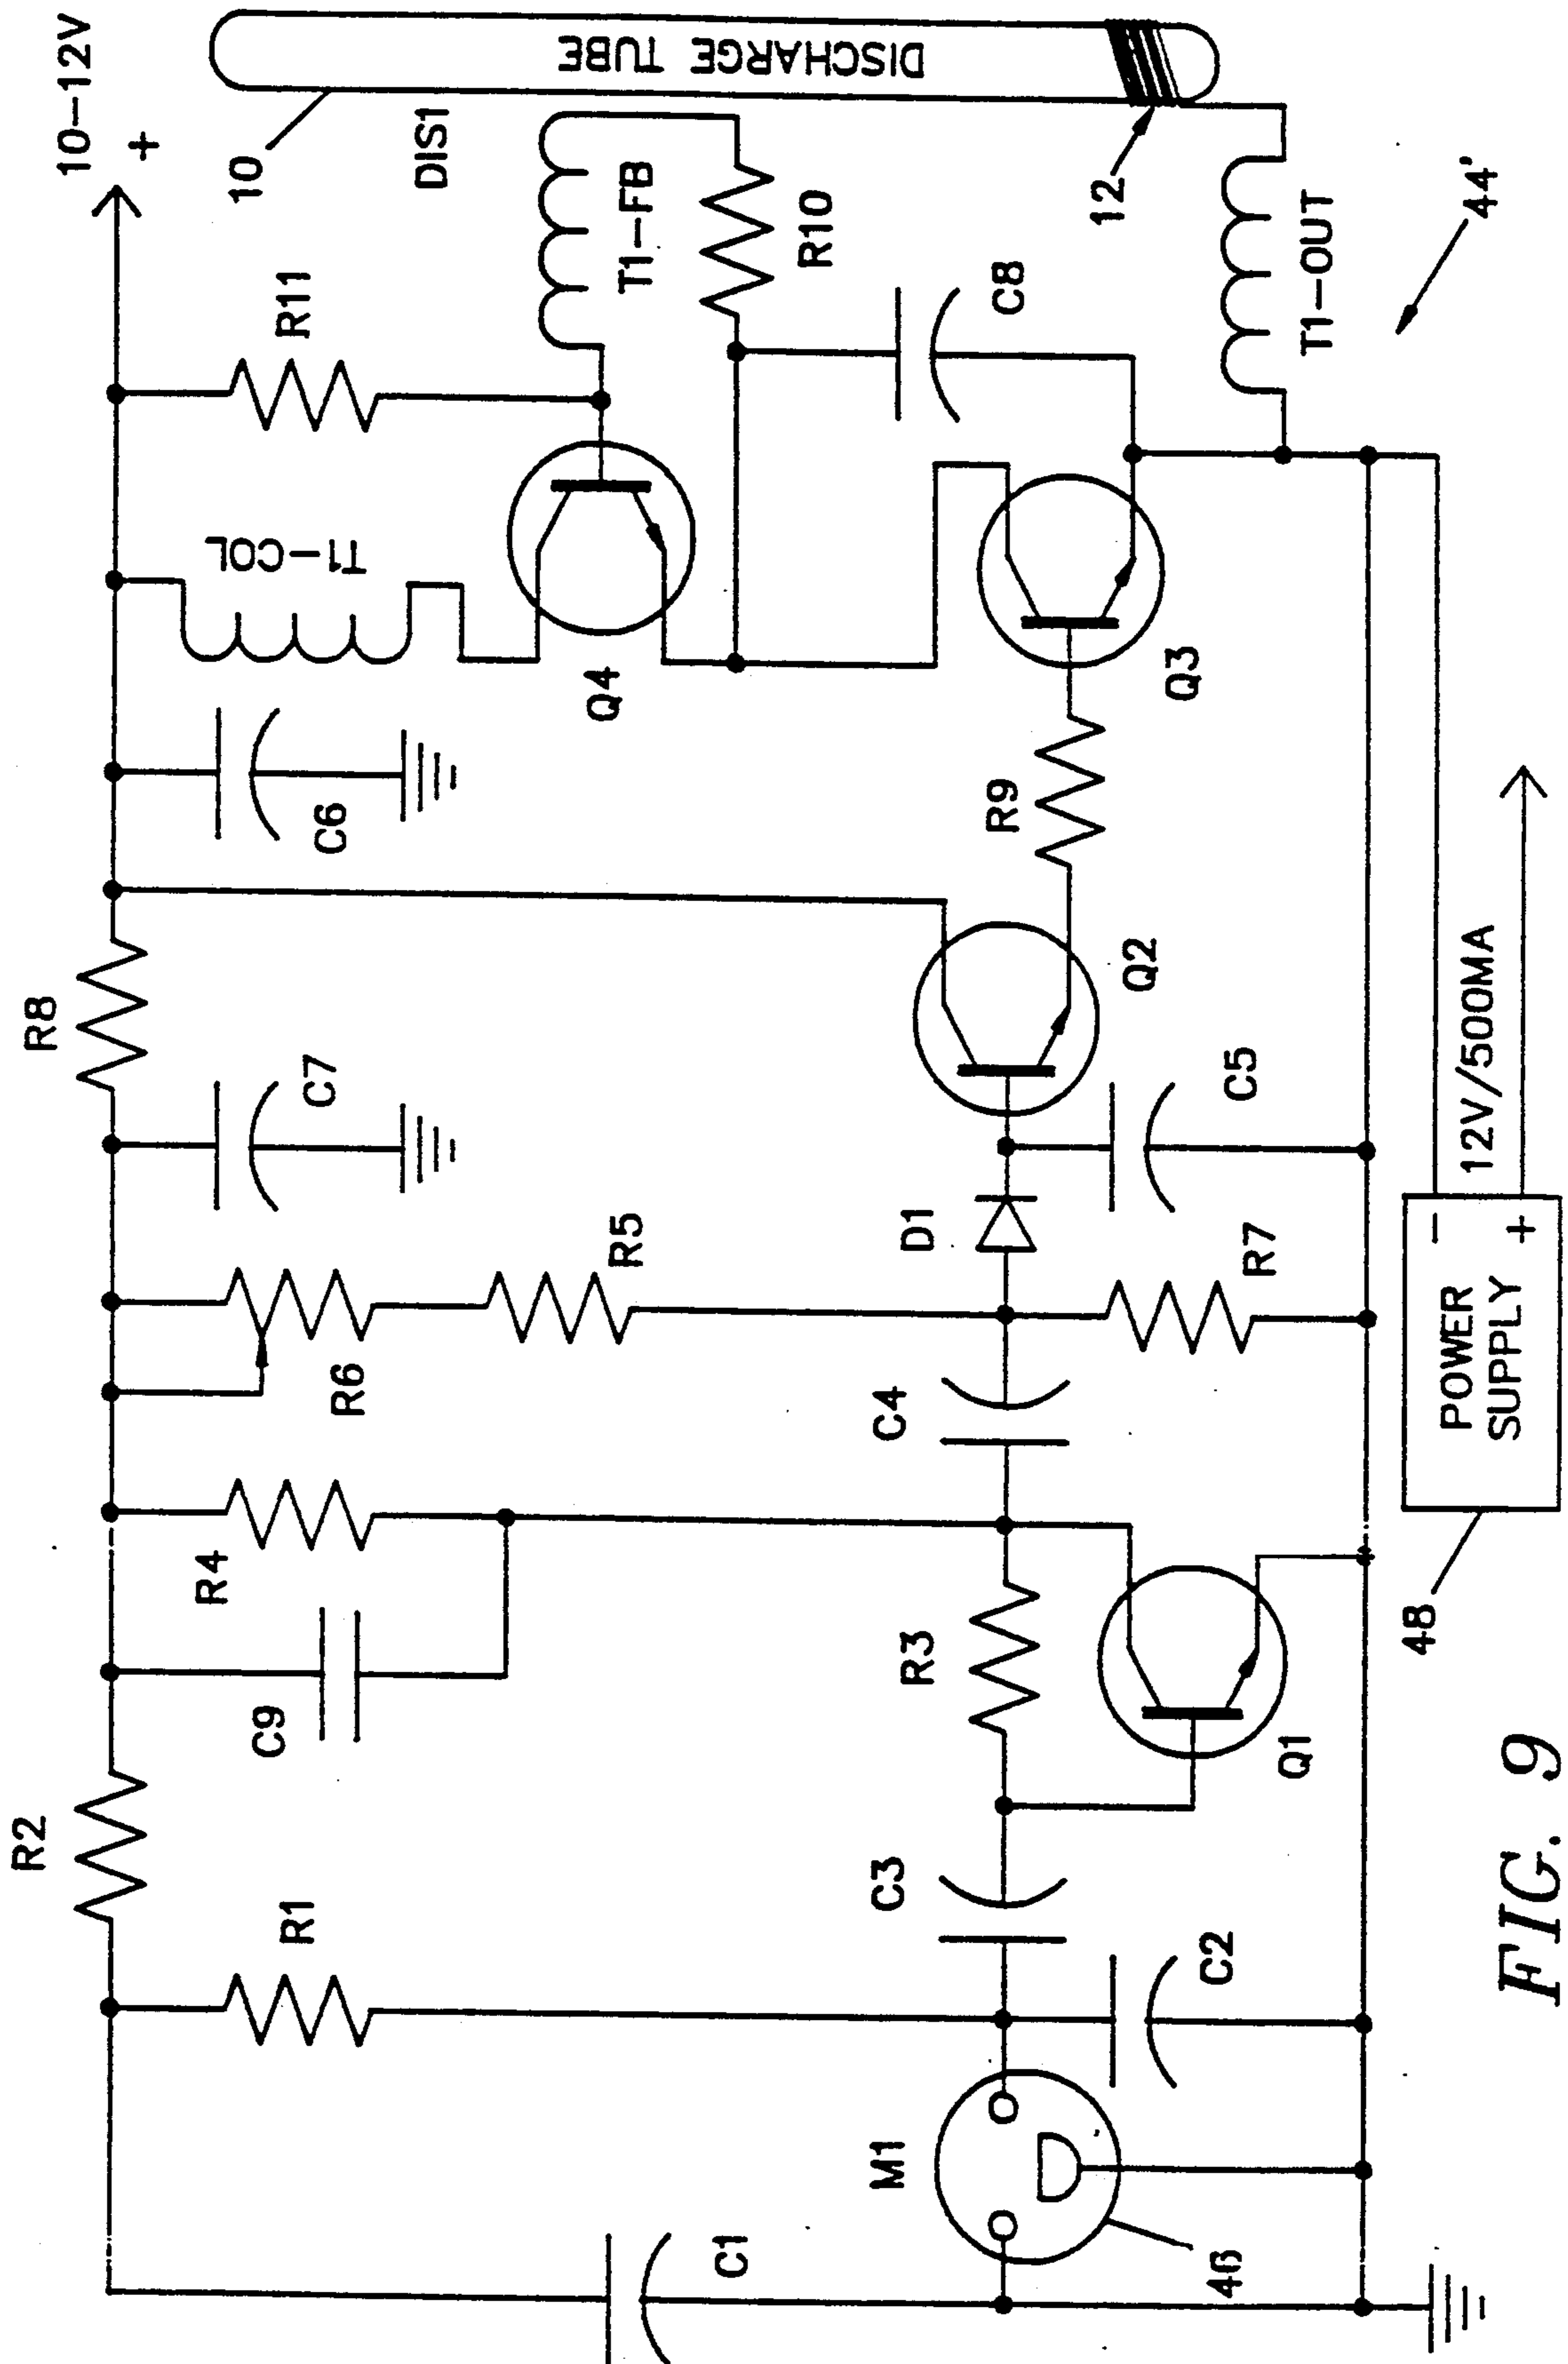 10-12V
+
R2
R8
R11
10
DISCHARGE TUBE
DIS1
R1
C9
R4
R6
R5
C7
C6
T1-COL
Q4
T1-FB
R10
C1
M1
C3
R3
C4
D1
Q2
R9
Q3
C8
12
46
C2
Q1
R7
C5
T1-OUT
44'
48
POWER
SUPPLY
-
+
12V/500MA
FIG. 9